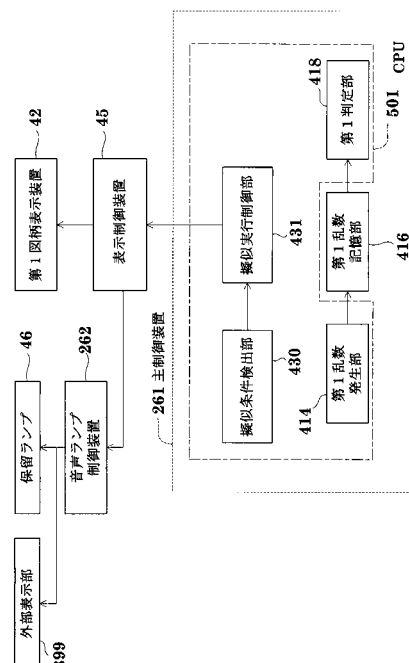 42
第1図柄表示装置
45
表示制御装置
46
保留ランプ
262
音声ランプ
制御装置
外部表示部
399
261 主制御装置
擬似実行制御部
431
擬似条件検出部
430
418
第1判定部
501
CPU
第1乱数
記憶部
416
414
第1乱数
発生部